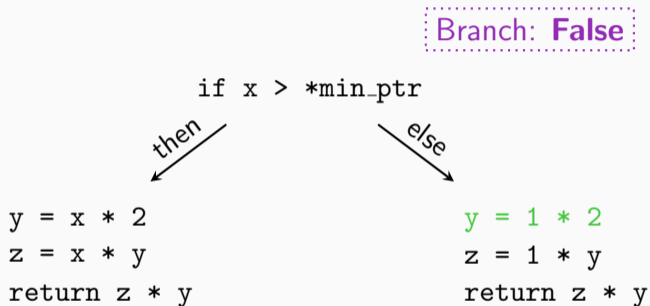 Branch: False
if x > *min_ptr
then
else
y = x * 2
z = x * y
return z * y
y = 1 * 2
z = 1 * y
return z * y